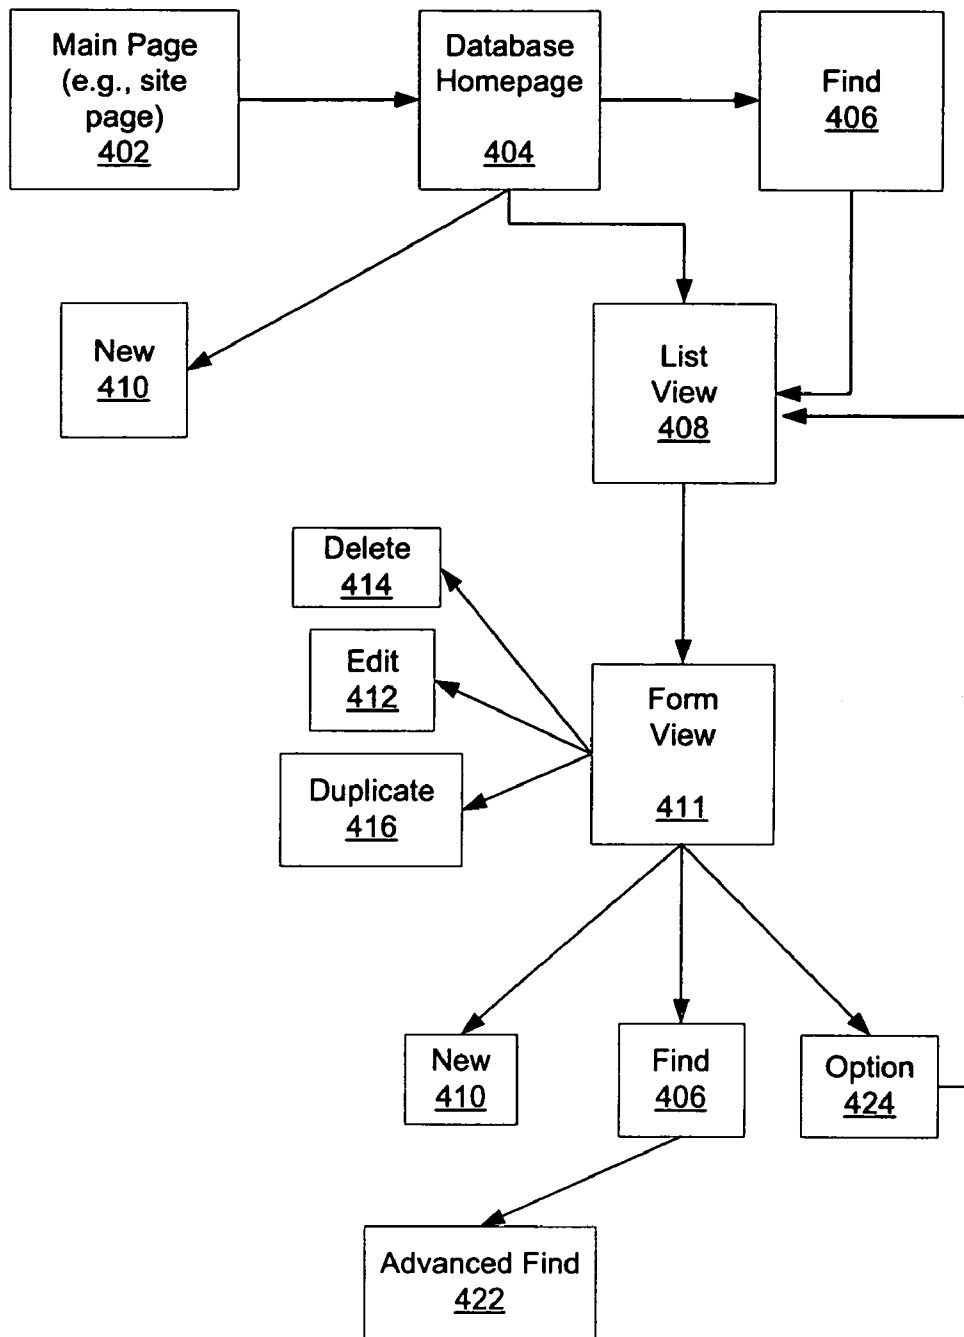 Main Page
(e.g., site
page)
402
Database
Homepage
404
Find
406
New
410
List
View
408
Delete
414
Edit
412
Duplicate
416
Form
View
411
New
410
Find
406
Option
424
Advanced Find
422